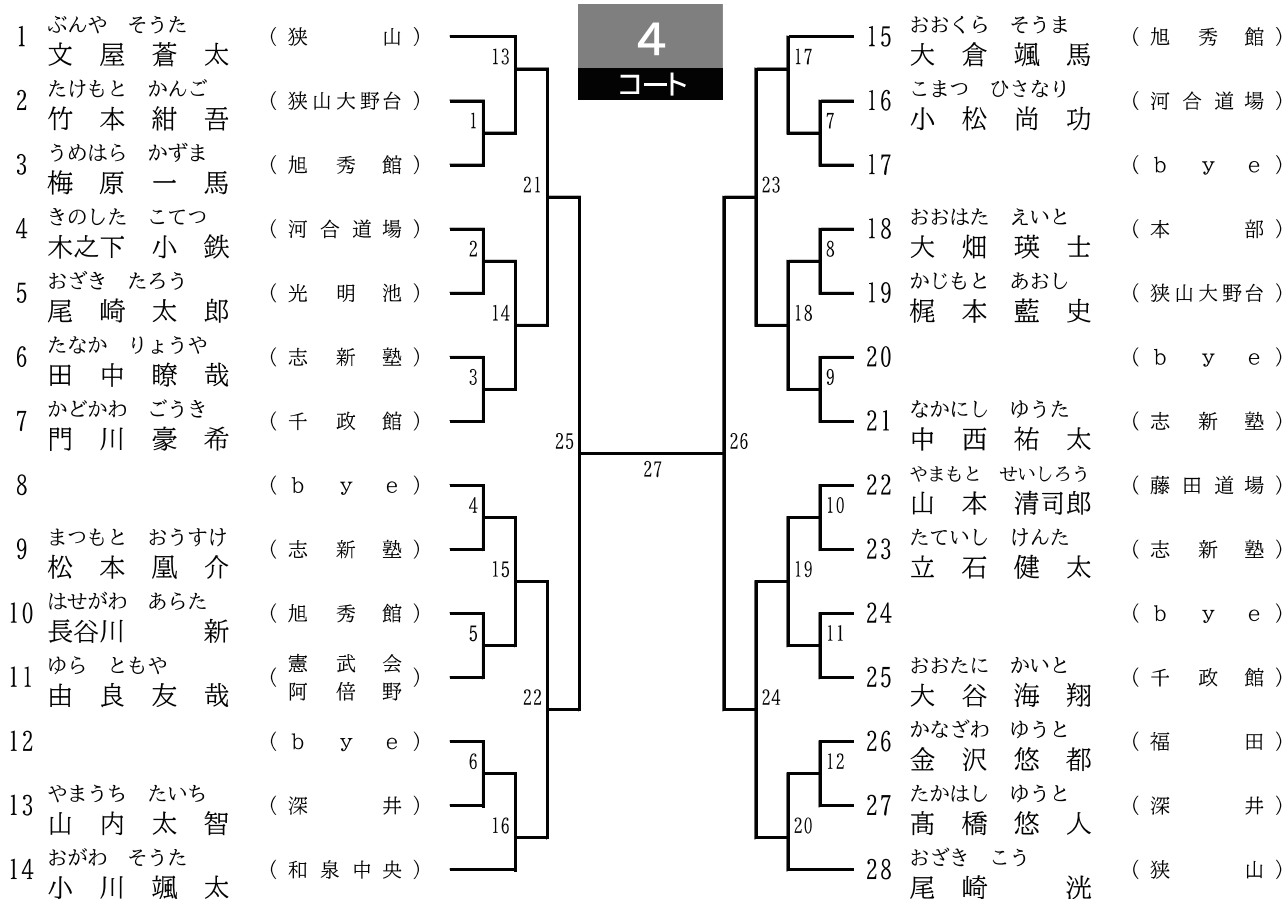 4
コート
1 ぶんや そうた
文屋蒼太 (狭山)
2 たけもと かんご
竹本紺吾 (狭山大野台)
3 うめはら かずま
梅原一馬 (旭秀館)
4 きのした こてつ
木之下小鉄 (河合道場)
5 おざき たろう
尾崎太郎 (光明池)
6 たなか りょうや
田中瞭哉 (志新塾)
7 かどかわ ごうき
門川豪希 (千政館)
8 (bye)
9 まつもと おうすけ
松本凰介 (志新塾)
10 はせがわ あらた
長谷川新 (旭秀館)
11 ゆら ともや
由良友哉 (憲武会阿倍野)
12 (bye)
13 やまうち たいち
山内太智 (深井)
14 おがわ そうた
小川颯太 (和泉中央)
13
1
21
2
14
3
25
4
15
5
22
6
16
27
15 おおくら そうま
大倉颯馬 (旭秀館)
16 こまつ ひさなり
小松尚功 (河合道場)
17 (bye)
18 おおはた えいと
大畑瑛士 (本部)
19 かじもと あおし
梶本藍史 (狭山大野台)
20 (bye)
21 なかにし ゆうた
中西祐太 (志新塾)
22 やまもと せいしろう
山本清司郎 (藤田道場)
23 たていし けんた
立石健太 (志新塾)
24 (bye)
25 おおたに かいと
大谷海翔 (千政館)
26 かなざわ ゆうと
金沢悠都 (福田)
27 たかはし ゆうと
髙橋悠人 (深井)
28 おざき こう
尾崎洸 (狭山)
17
7
23
8
18
9
26
10
19
11
24
12
20